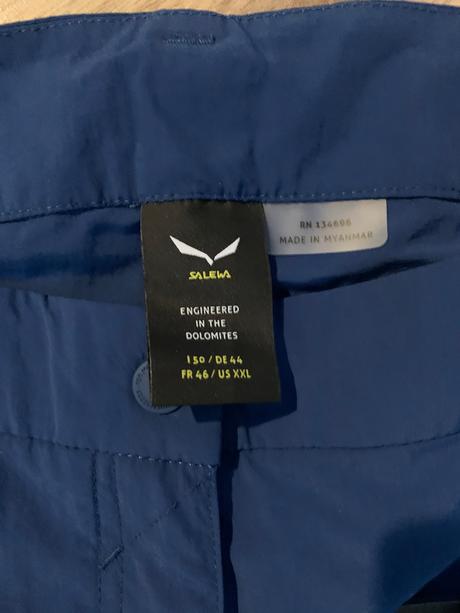 SALEWA
ENGINEERED
IN THE
DOLOMITES
I 50 / DE 44
FR 46 / US XXL
RN 134696
MADE IN MYANMAR